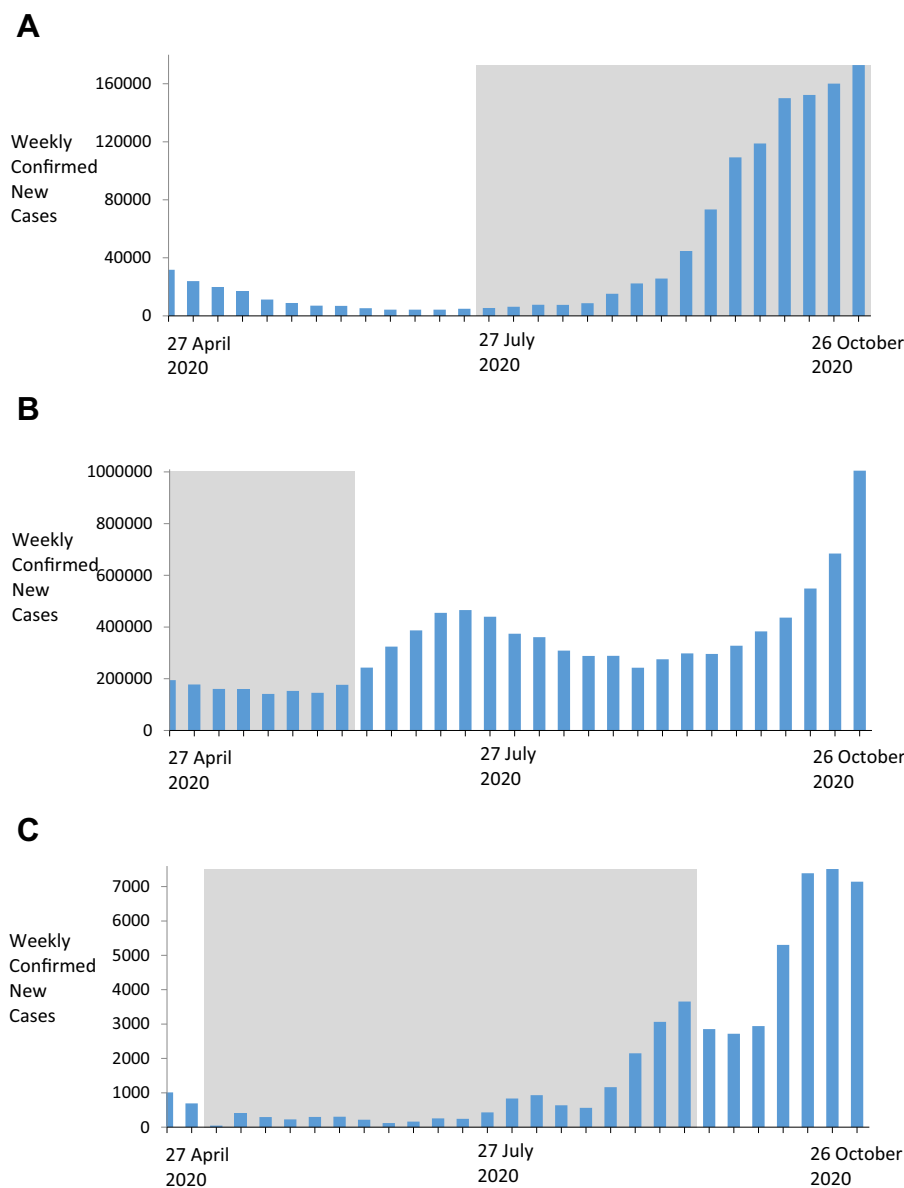 A
160000
Weekly
120000
Confirmed
New
80000
Cases
40000
0
27 April
2020
27 July
2020
26 October
2020
B
1000000
800000
Weekly
Confirmed
600000
New
Cases
400000
200000
0
27 April
2020
27 July
2020
26 October
2020
C
7000
6000
Weekly
5000
Confirmed
New
4000
Cases
3000
2000
1000
0
27 April
2020
27 July
2020
26 October
2020